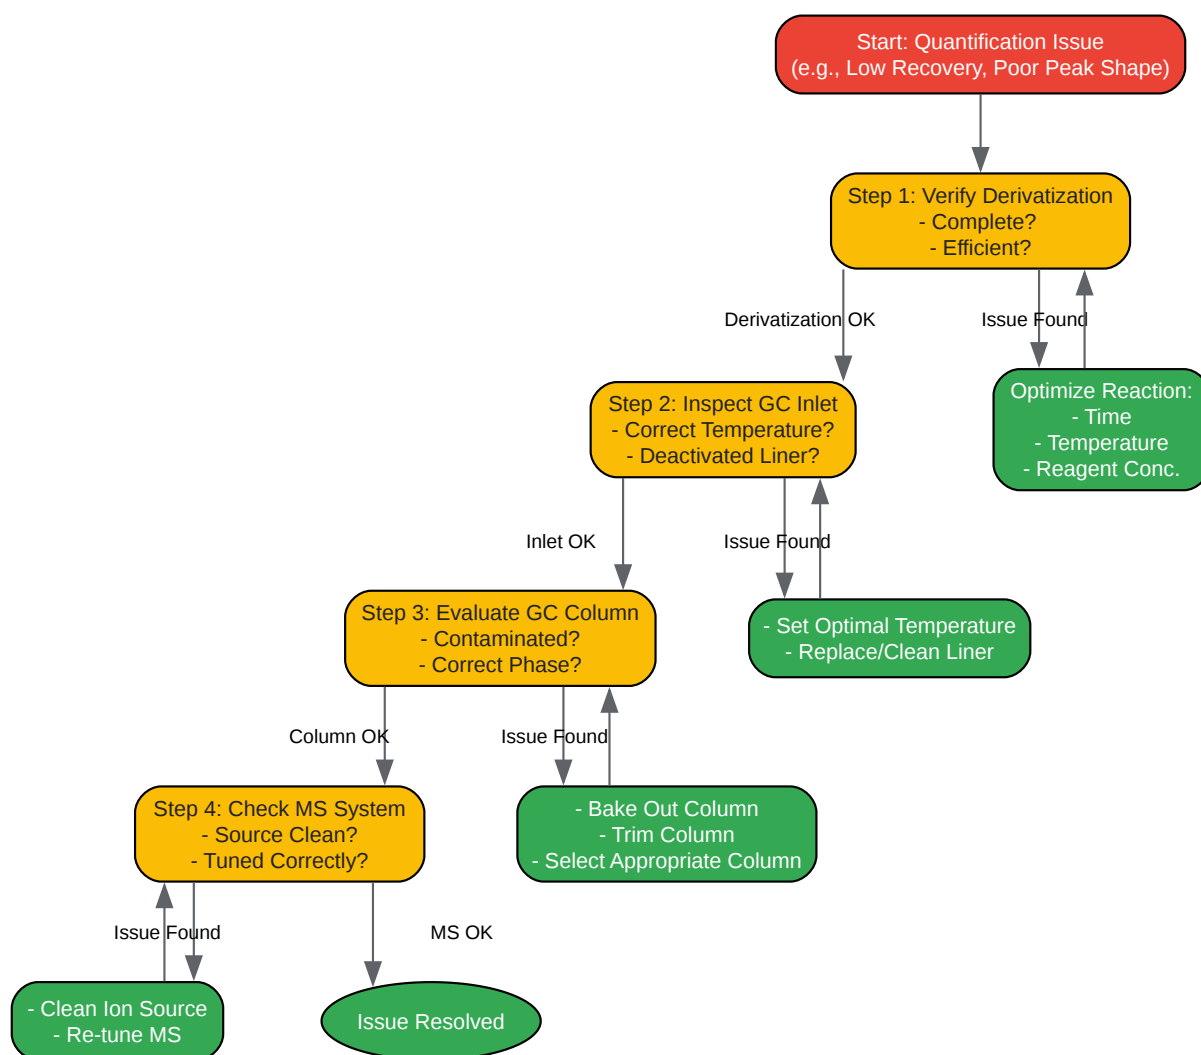 Start: Quantification Issue
(e.g., Low Recovery, Poor Peak Shape)
Step 1: Verify Derivatization
- Complete?
- Efficient?
Derivatization OK
Issue Found
Optimize Reaction:
- Time
- Temperature
- Reagent Conc.
Step 2: Inspect GC Inlet
- Correct Temperature?
- Deactivated Liner?
Inlet OK
Issue Found
- Set Optimal Temperature
- Replace/Clean Liner
Step 3: Evaluate GC Column
- Contaminated?
- Correct Phase?
Column OK
Issue Found
- Bake Out Column
- Trim Column
- Select Appropriate Column
Step 4: Check MS System
- Source Clean?
- Tuned Correctly?
Issue Found
MS OK
- Clean Ion Source
- Re-tune MS
Issue Resolved